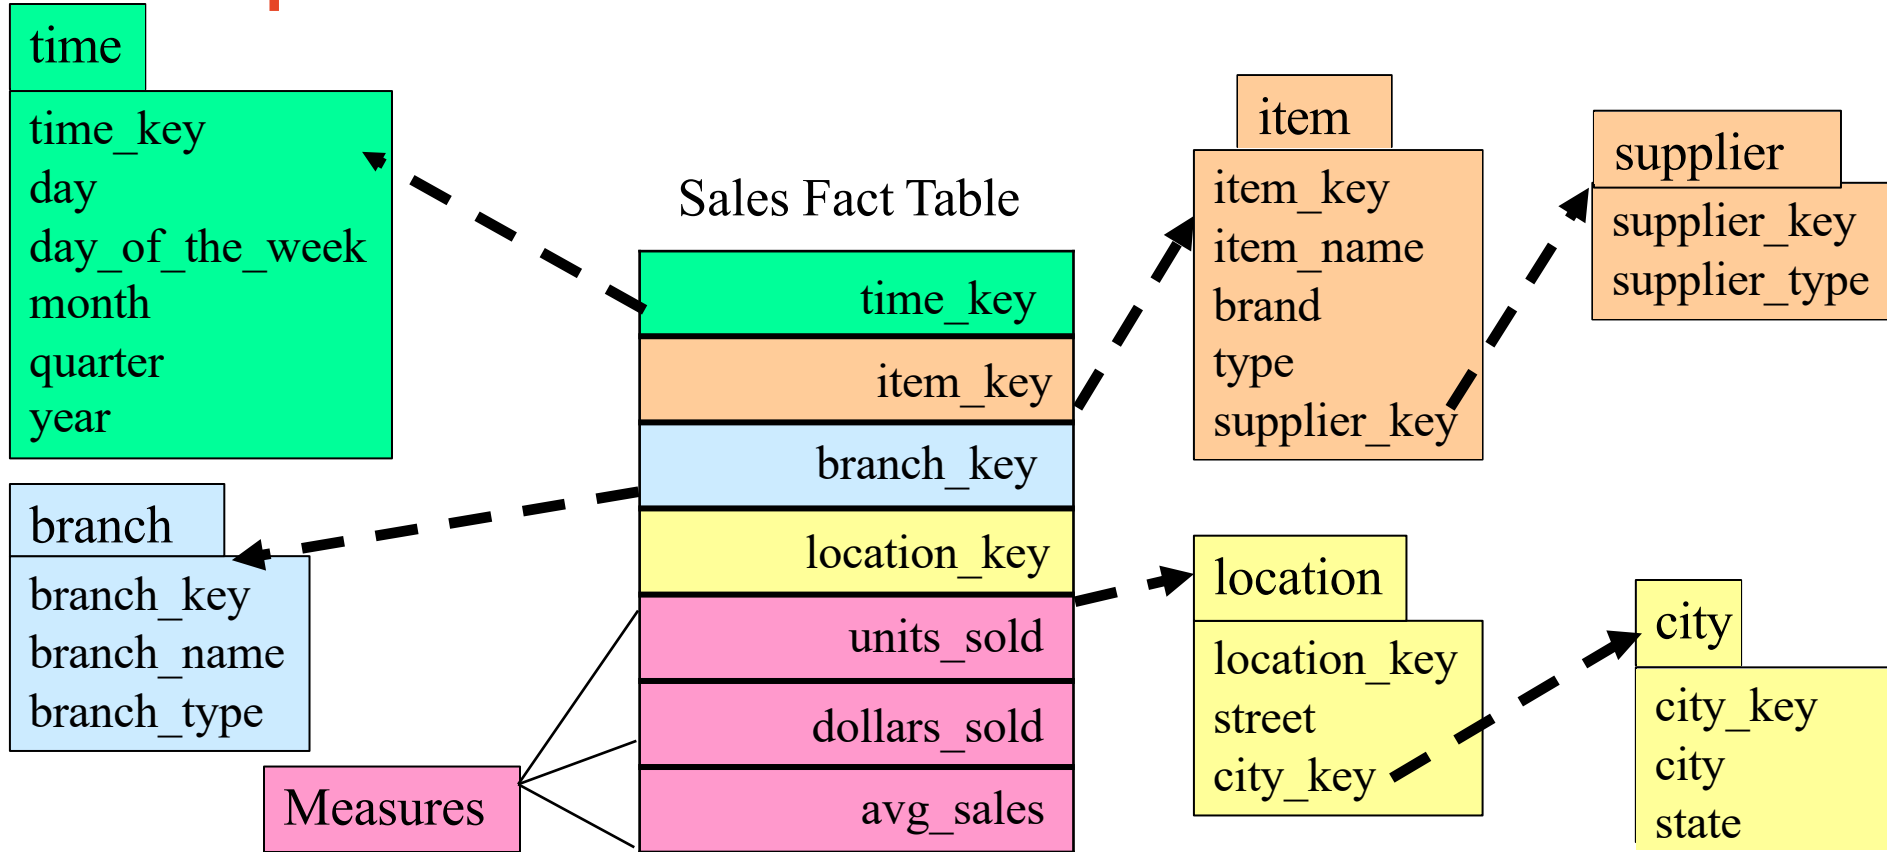 time
time_key
day
day_of_the_week
month
quarter
year
branch
branch_key
branch_name
branch_type
Measures
Sales Fact Table
time_key
item_key
branch_key
location_key
units_sold
dollars_sold
avg_sales
item
item_key
item_name
brand
type
supplier_key
supplier
supplier_key
supplier_type
location
location_key
street
city_key
city
city_key
city
state